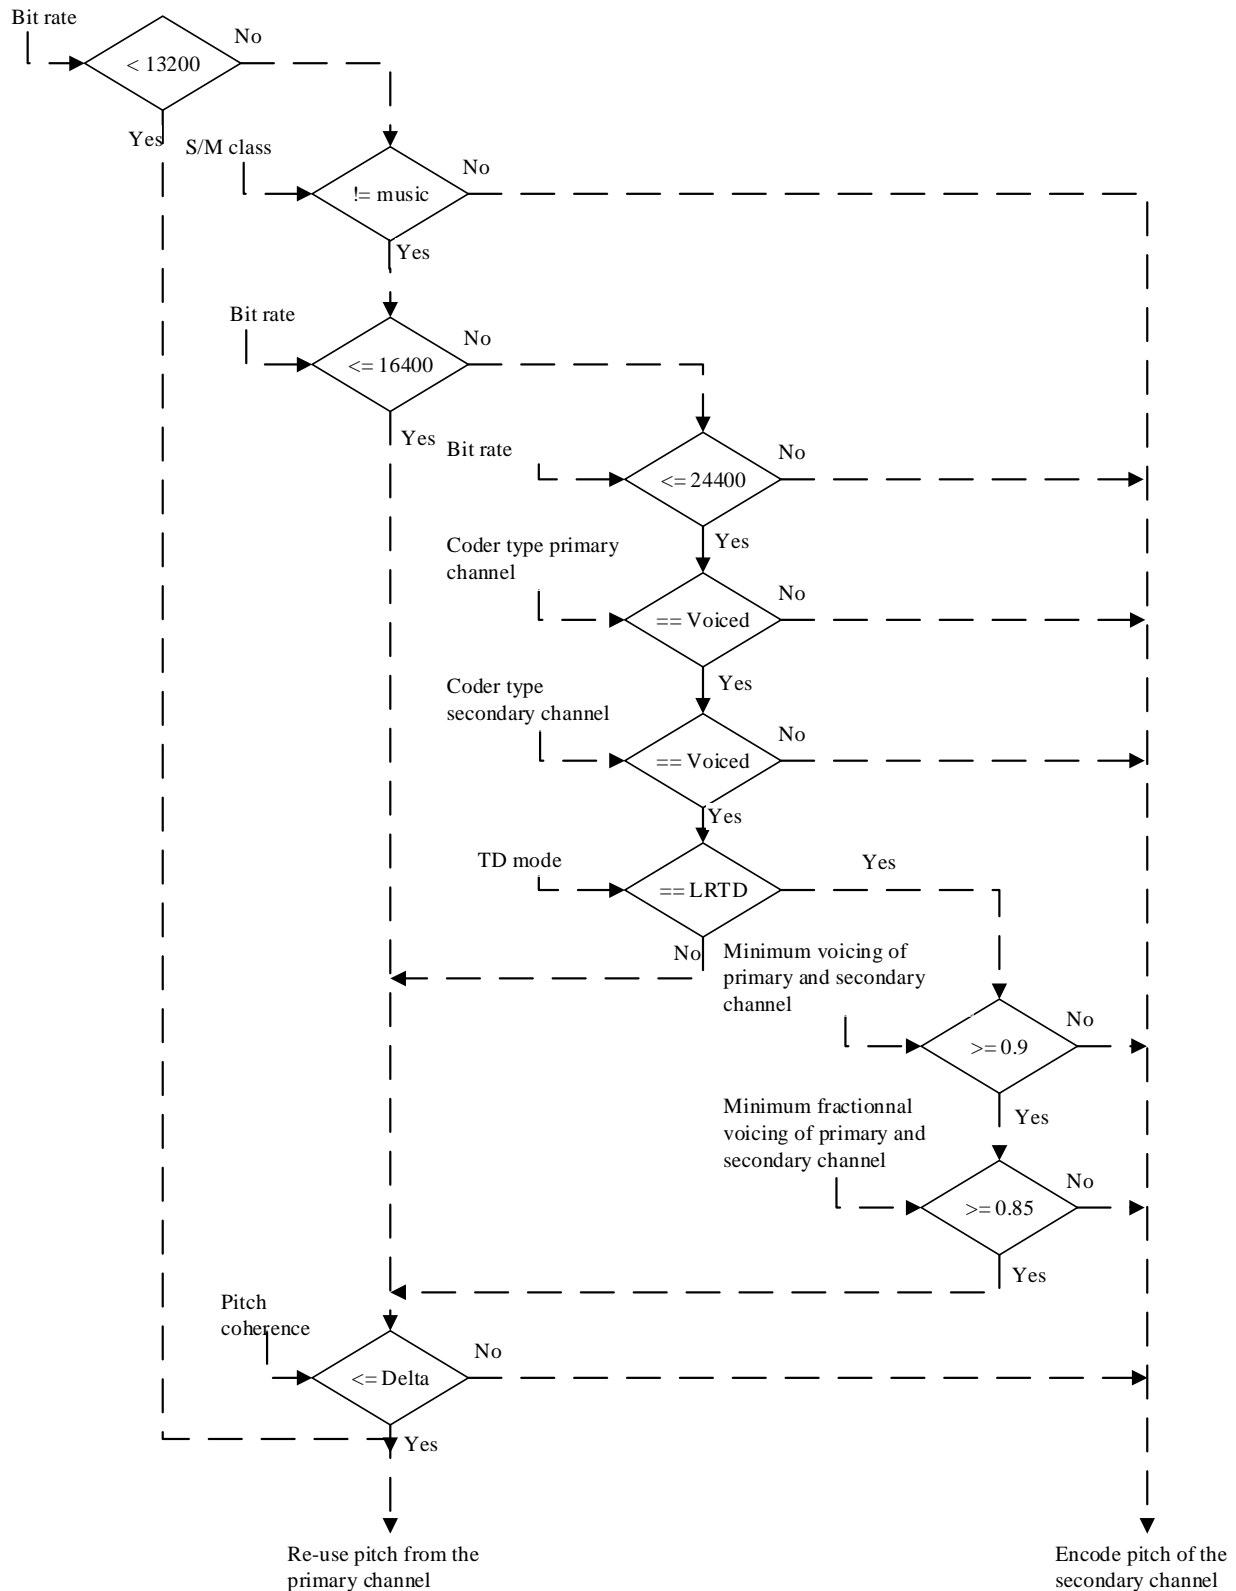 Bit rate
No
< 13200
Yes
S/M class
No
!= music
Yes
Bit rate
No
<= 16400
Yes
Bit rate
No
<= 24400
Yes
Coder type primary
channel
No
== Voiced
Yes
Coder type
secondary channel
No
== Voiced
Yes
TD mode
Yes
== LRTD
No
Minimum voicing of
primary and secondary
channel
No
>= 0.9
Yes
Minimum fractionnal
voicing of primary and
secondary channel
No
>= 0.85
Yes
Pitch
coherence
No
<= Delta
Yes
Re-use pitch from the
primary channel
Encode pitch of the
secondary channel